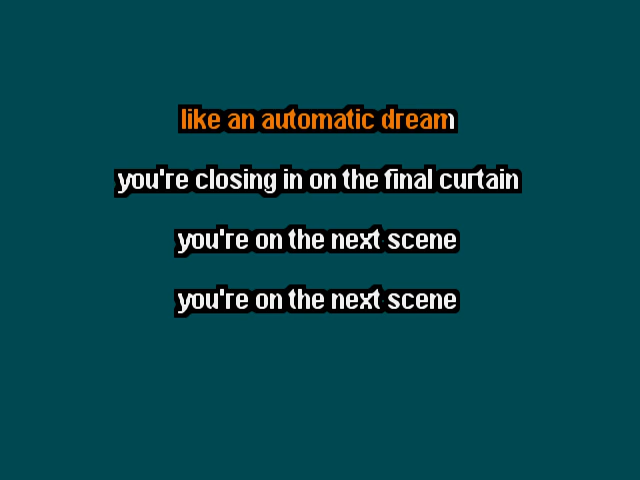 like an automatic dream
you're closing in on the final curtain
you're on the next scene
you're on the next scene